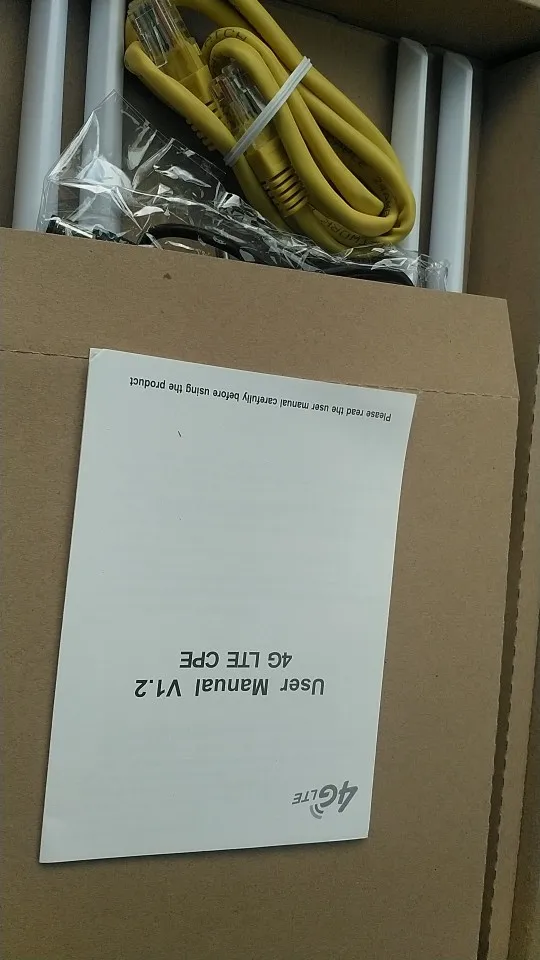 4G LTE
User Manual V1.2
4G LTE CPE
Please read the user manual carefully before using the product